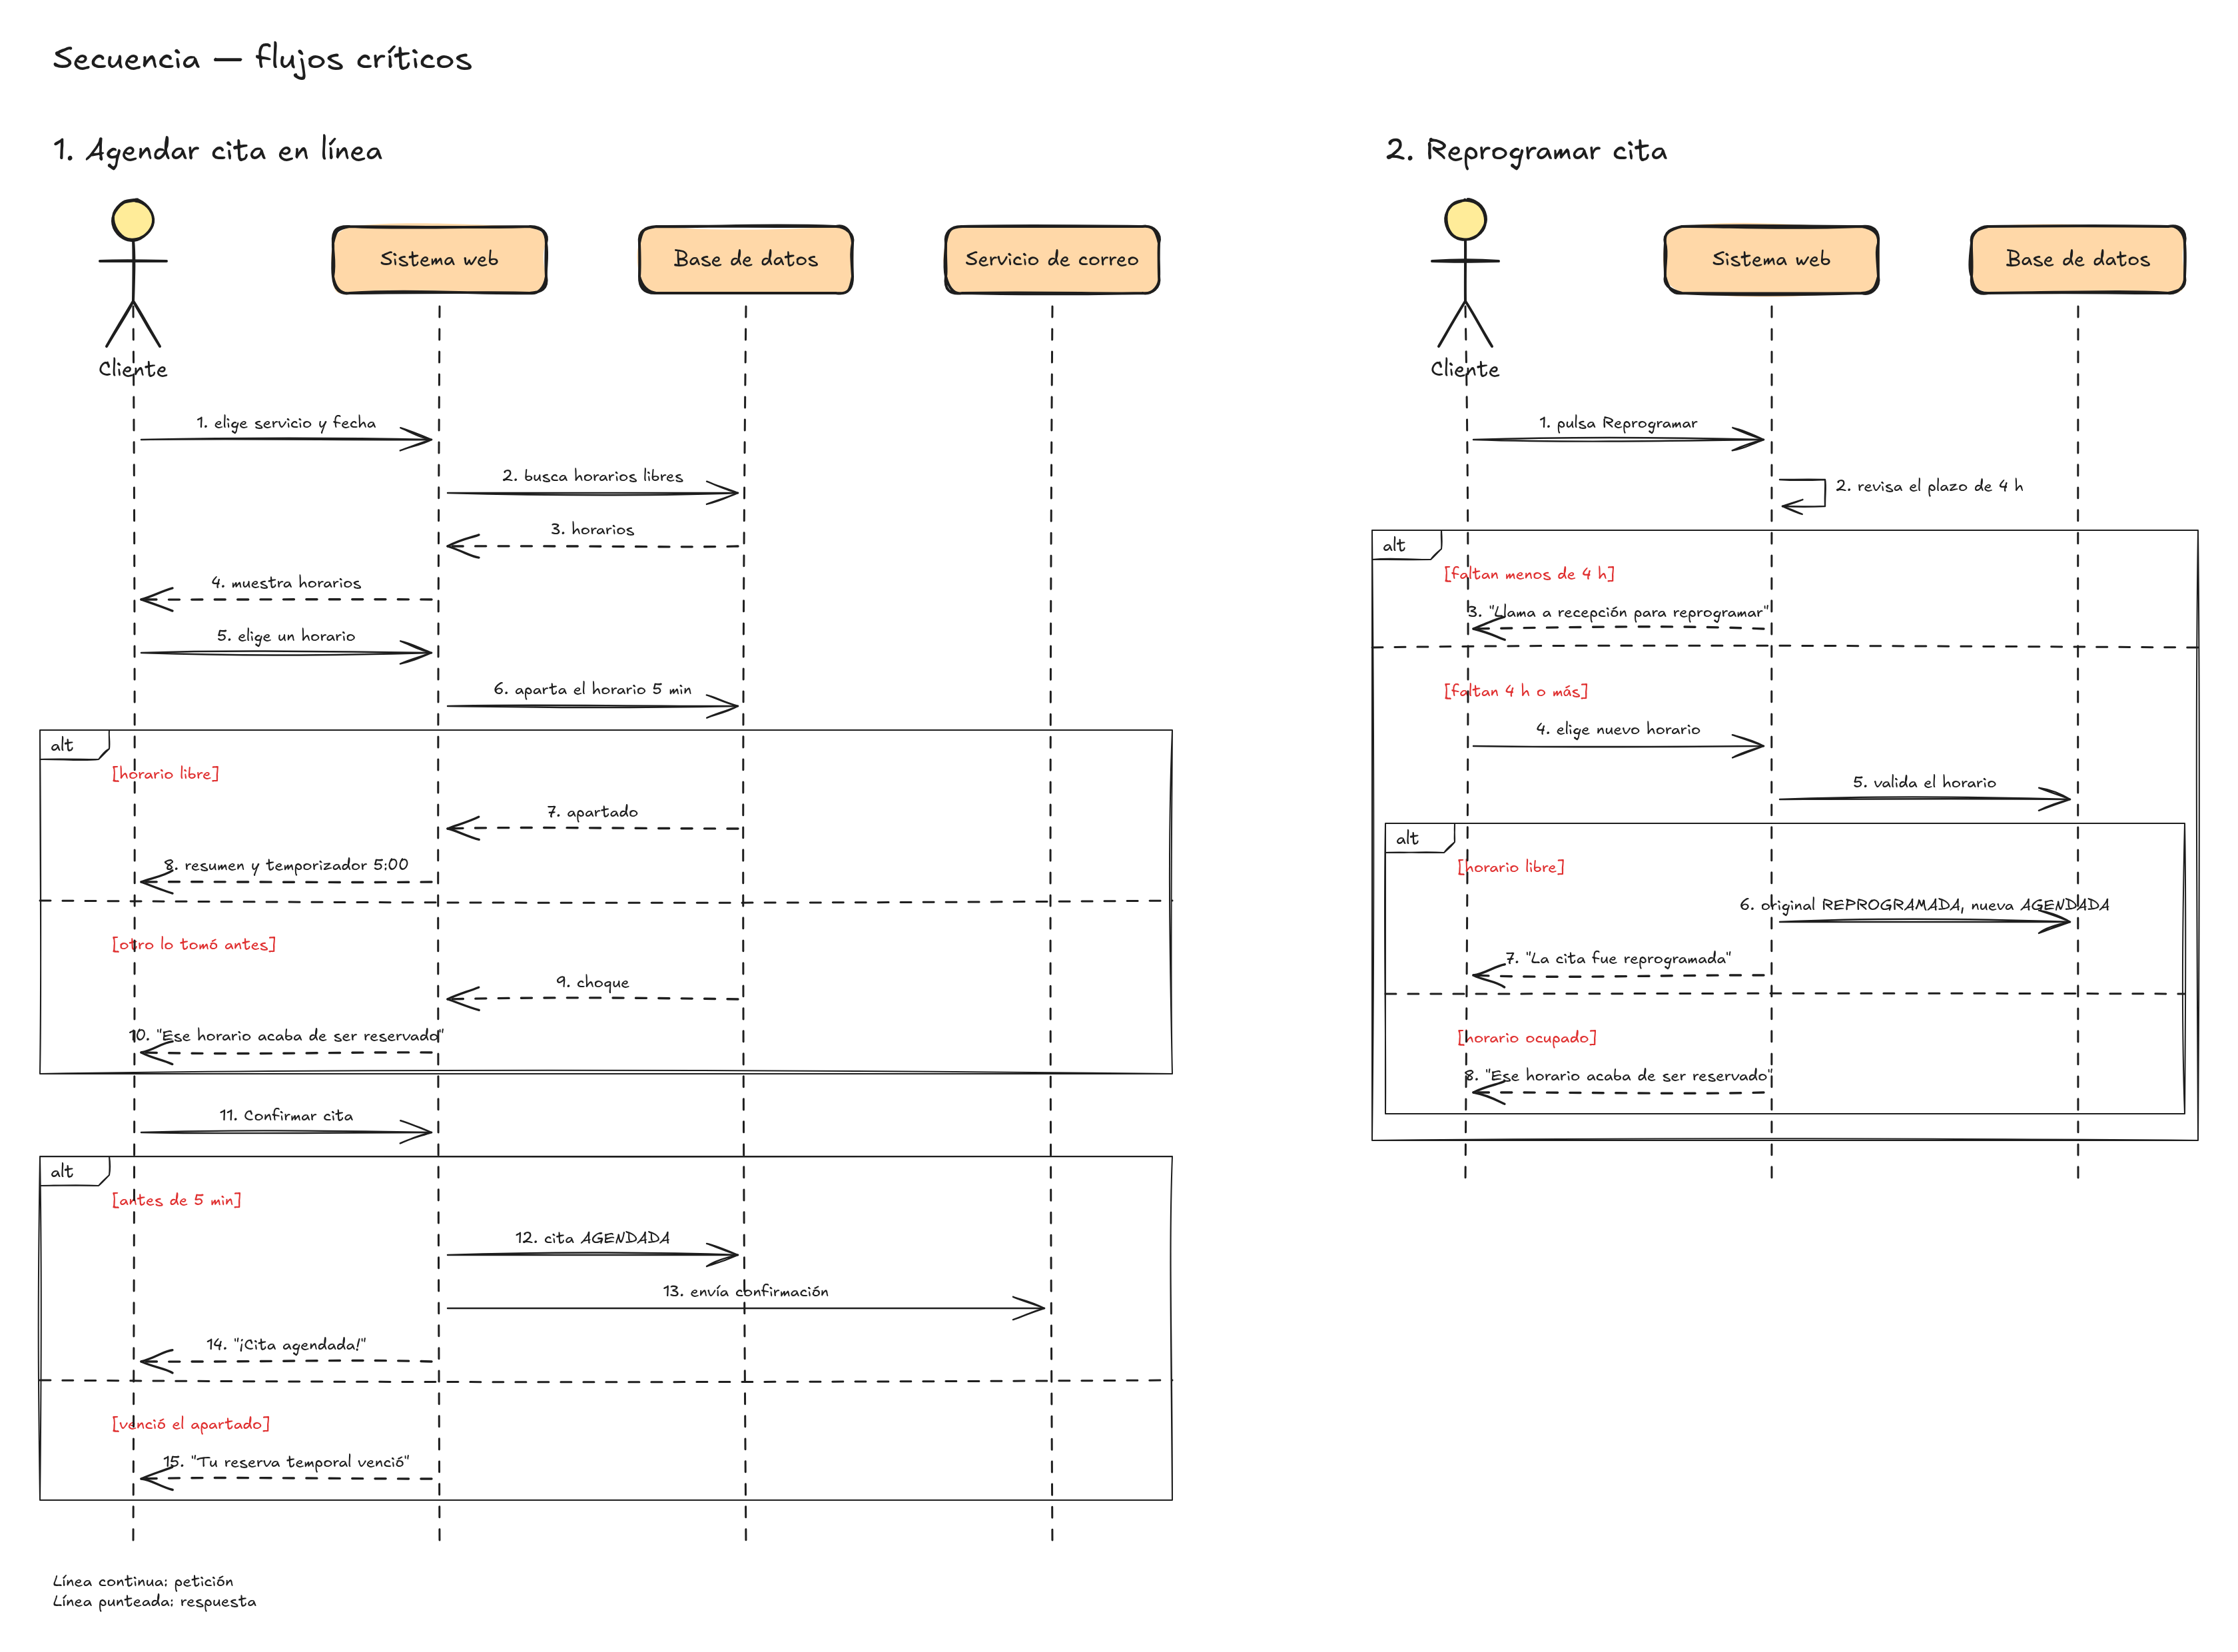 Secuencia — flujos críticos
1. Agendar cita en línea
Cliente
Sistema web
Base de datos
Servicio de correo
1. elige servicio y fecha
2. busca horarios libres
3. horarios
4. muestra horarios
5. elige un horario
6. aparta el horario 5 min
alt
[horario libre]
7. apartado
8. resumen y temporizador 5:00
[otro lo tomó antes]
9. choque
10. "Ese horario acaba de ser reservado"
11. Confirmar cita
alt
[antes de 5 min]
12. cita AGENDADA
13. envía confirmación
14. "¡Cita agendada!"
[venció el apartado]
15. "Tu reserva temporal venció"
Línea continua: petición
Línea punteada: respuesta
2. Reprogramar cita
Cliente
Sistema web
Base de datos
1. pulsa Reprogramar
2. revisa el plazo de 4 h
alt
[faltan menos de 4 h]
3. "Llama a recepción para reprogramar"
[faltan 4 h o más]
4. elige nuevo horario
5. valida el horario
alt
[horario libre]
6. original REPROGRAMADA, nueva AGENDADA
7. "La cita fue reprogramada"
[horario ocupado]
8. "Ese horario acaba de ser reservado"